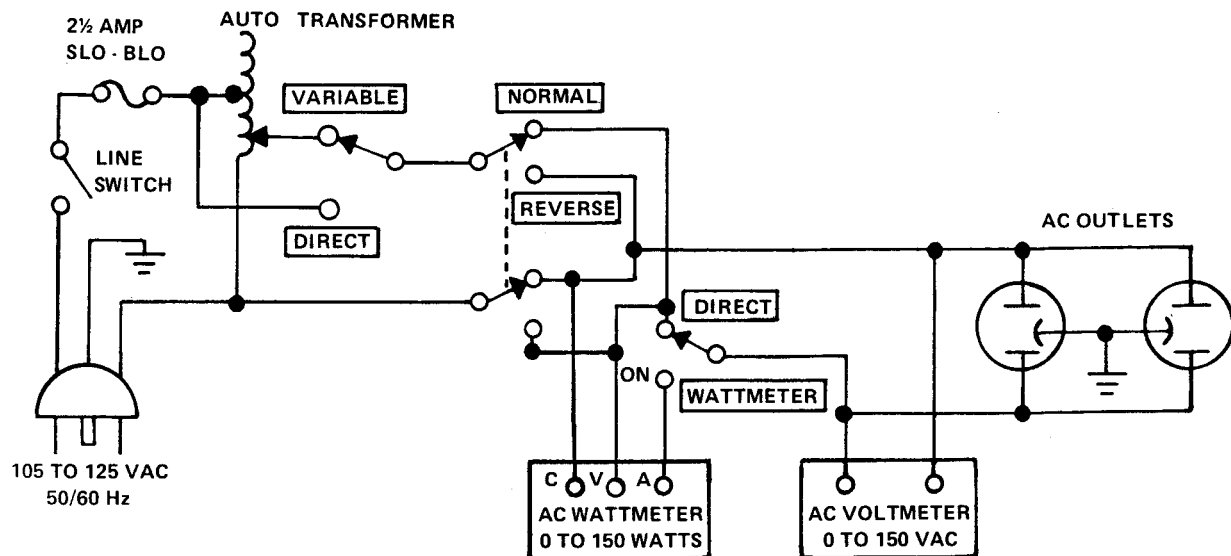 2½ AMP
SLO - BLO
AUTO TRANSFORMER
VARIABLE
NORMAL
LINE
SWITCH
REVERSE
DIRECT
AC OUTLETS
DIRECT
ON
WATTMETER
105 TO 125 VAC
50/60 Hz
C V A
AC WATTMETER
0 TO 150 WATTS
AC VOLTMETER
0 TO 150 VAC